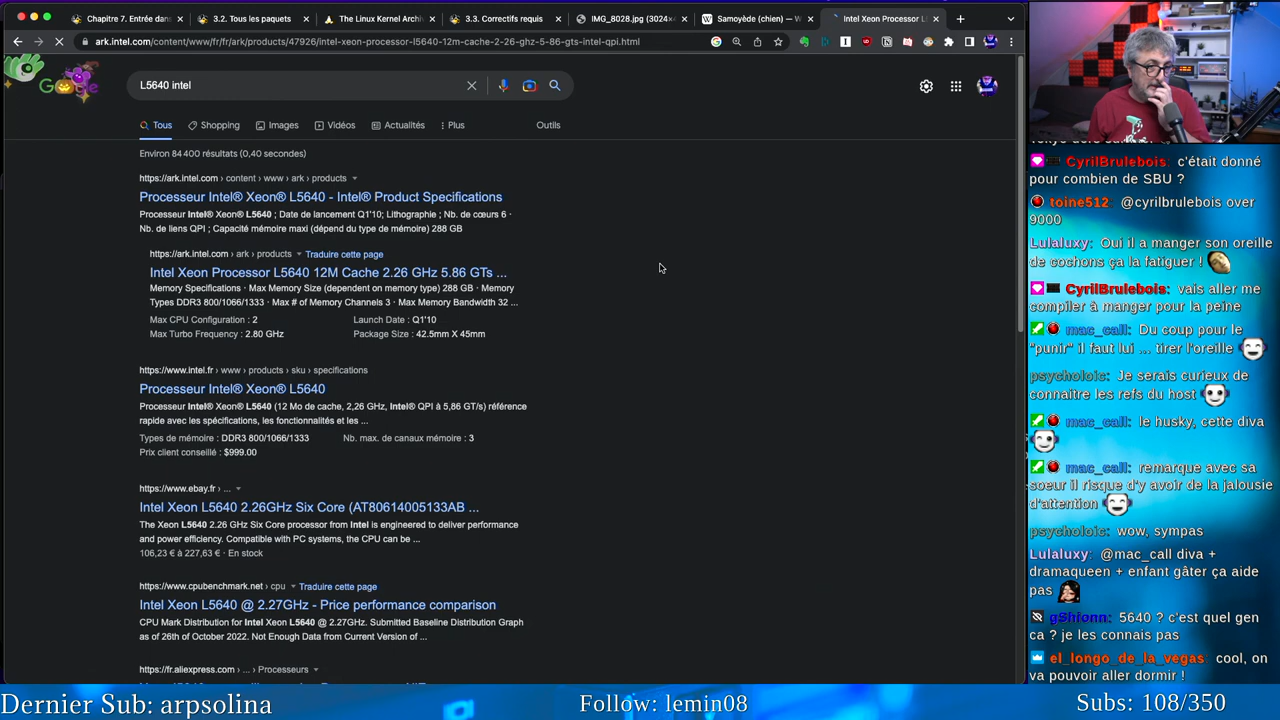 Chapitre 7. Entrée dan
3.2. Tous les paquets
The Linux Kernel Archi
3.3. Correctifs requis
IMG_8028.jpg (3024×4
Samoyède (chien) — W
Intel Xeon Processor L5
ark.intel.com/content/www/fr/fr/ark/products/47926/intel-xeon-processor-l5640-12m-cache-2-26-ghz-5-86-gts-intel-qpi.html
Google
L5640 intel
Tous
Shopping
Images
Vidéos
Actualités
Plus
Outils
Environ 84 400 résultats (0,40 secondes)
https://ark.intel.com › content › www › ark › products
Processeur Intel® Xeon® L5640 - Intel® Product Specifications
Processeur Intel® Xeon® L5640 ; Date de lancement Q1'10; Lithographie ; Nb. de cœurs 6 ·
Nb. de liens QPI ; Capacité mémoire maxi (dépend du type de mémoire) 288 GB
https://ark.intel.com › ark › products
Traduire cette page
Intel Xeon Processor L5640 12M Cache 2.26 GHz 5.86 GTs ...
Memory Specifications · Max Memory Size (dependent on memory type) 288 GB · Memory
Types DDR3 800/1066/1333 · Max # of Memory Channels 3 · Max Memory Bandwidth 32 ...
Max CPU Configuration : 2
Launch Date : Q1'10
Max Turbo Frequency : 2.80 GHz
Package Size : 42.5mm X 45mm
https://www.intel.fr › www › products › sku › specifications
Processeur Intel® Xeon® L5640
Processeur Intel® Xeon® L5640 (12 Mo de cache, 2,26 GHz, Intel® QPI à 5,86 GT/s) référence
rapide avec les spécifications, les fonctionnalités et les ...
Types de mémoire : DDR3 800/1066/1333
Nb. max. de canaux mémoire : 3
Prix client conseillé : $999.00
https://www.ebay.fr › ...
Intel Xeon L5640 2.26GHz Six Core (AT80614005133AB ...
The Xeon L5640 2.26 GHz Six Core processor from Intel is engineered to deliver performance
and power efficiency. Compatible with PC systems, the CPU can be ...
106,23 € à 227,63 € · En stock
https://www.cpubenchmark.net › cpu
Traduire cette page
Intel Xeon L5640 @ 2.27GHz - Price performance comparison
CPU Mark Distribution for Intel Xeon L5640 @ 2.27GHz. Submitted Baseline Distribution Graph
as of 26th of October 2022. Not Enough Data from Current Version of ...
https://fr.aliexpress.com › ... › Processeurs
CyrilBrulebois: c'était donné
pour combien de SBU ?
toine512: @cyrilbrulebois over
9000
Lulaluxy: Oui il a manger son oreille
de cochons ça la fatiguer !
CyrilBrulebois: vais aller me
compiler à manger pour la peine
mac_call: Du coup pour le
"punir" il faut lui ... tirer l'oreille
psycholoic: Je serais curieux de
connaitre les refs du host
mac_call: le husky, cette diva
mac_call: remarque avec sa
soeur il risque d'y avoir de la jalousie
d'attention
psycholoic: wow, sympas
Lulaluxy: @mac_call diva +
dramaqueen + enfant gâter ça aide
pas
gShionn: 5640 ? c'est quel gen
ca ? je les connais pas
el_longo_de_la_vegas: cool, on
va pouvoir aller dormir !
Dernier Sub: arpsolina
Follow: lemin08
Subs: 108/350